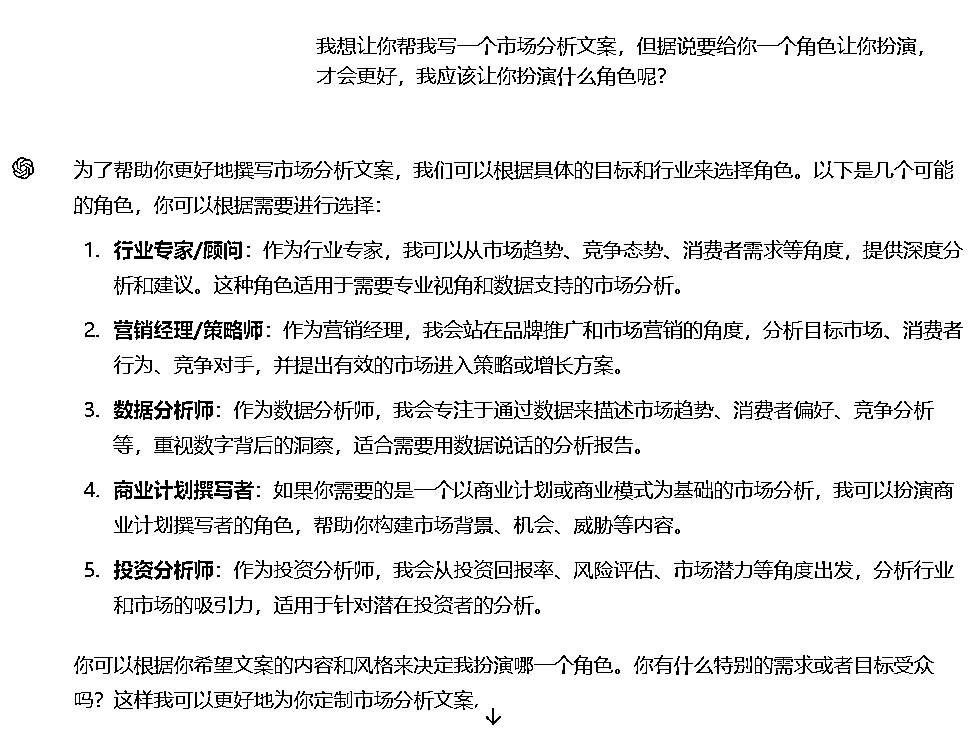 我想让你帮我写一个市场分析文案，但据说要给你一个角色让你扮演，
才会更好，我应该让你扮演什么角色呢？
为了帮助你更好地撰写市场分析文案，我们可以根据具体的目标和行业来选择角色。以下是几个可能
的角色，你可以根据需要进行选择：
1. 行业专家/顾问：作为行业专家，我可以从市场趋势、竞争态势、消费者需求等角度，提供深度分
析和建议。这种角色适用于需要专业视角和数据支持的市场分析。
2. 营销经理/策略师：作为营销经理，我会站在品牌推广和市场营销的角度，分析目标市场、消费者
行为、竞争对手，并提出有效的市场进入策略或增长方案。
3. 数据分析师：作为数据分析师，我会专注于通过数据来描述市场趋势、消费者偏好、竞争分析
等，重视数字背后的洞察，适合需要用数据说话的分析报告。
4. 商业计划撰写者：如果你需要的是一个以商业计划或商业模式为基础的市场分析，我可以扮演商
业计划撰写者的角色，帮助你构建市场背景、机会、威胁等内容。
5. 投资分析师：作为投资分析师，我会从投资回报率、风险评估、市场潜力等角度出发，分析行业
和市场的吸引力，适用于针对潜在投资者的分析。
你可以根据你希望文案的内容和风格来决定我扮演哪一个角色。你有什么特别的需求或者目标受众
吗？这样我可以更好地为你定制市场分析文案。